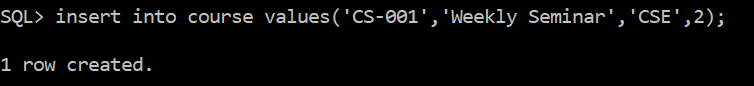 SQL> insert into course values('CS-001','Weekly Seminar','CSE',2);
1 row created.